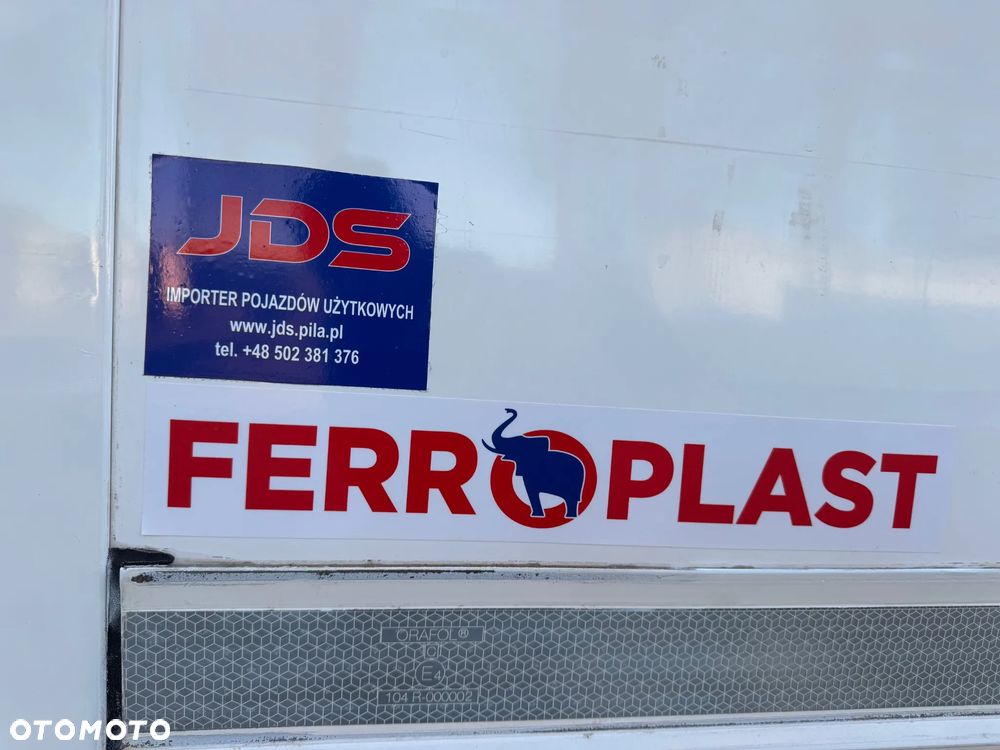 JDS
IMPORTER POJAZDÓW UŻYTKOWYCH
www.jds.pila.pl
tel. +48 502 381 376
FERROPLAST
ORAFOL®
C
E4
104 R-000002
OTOMOTO